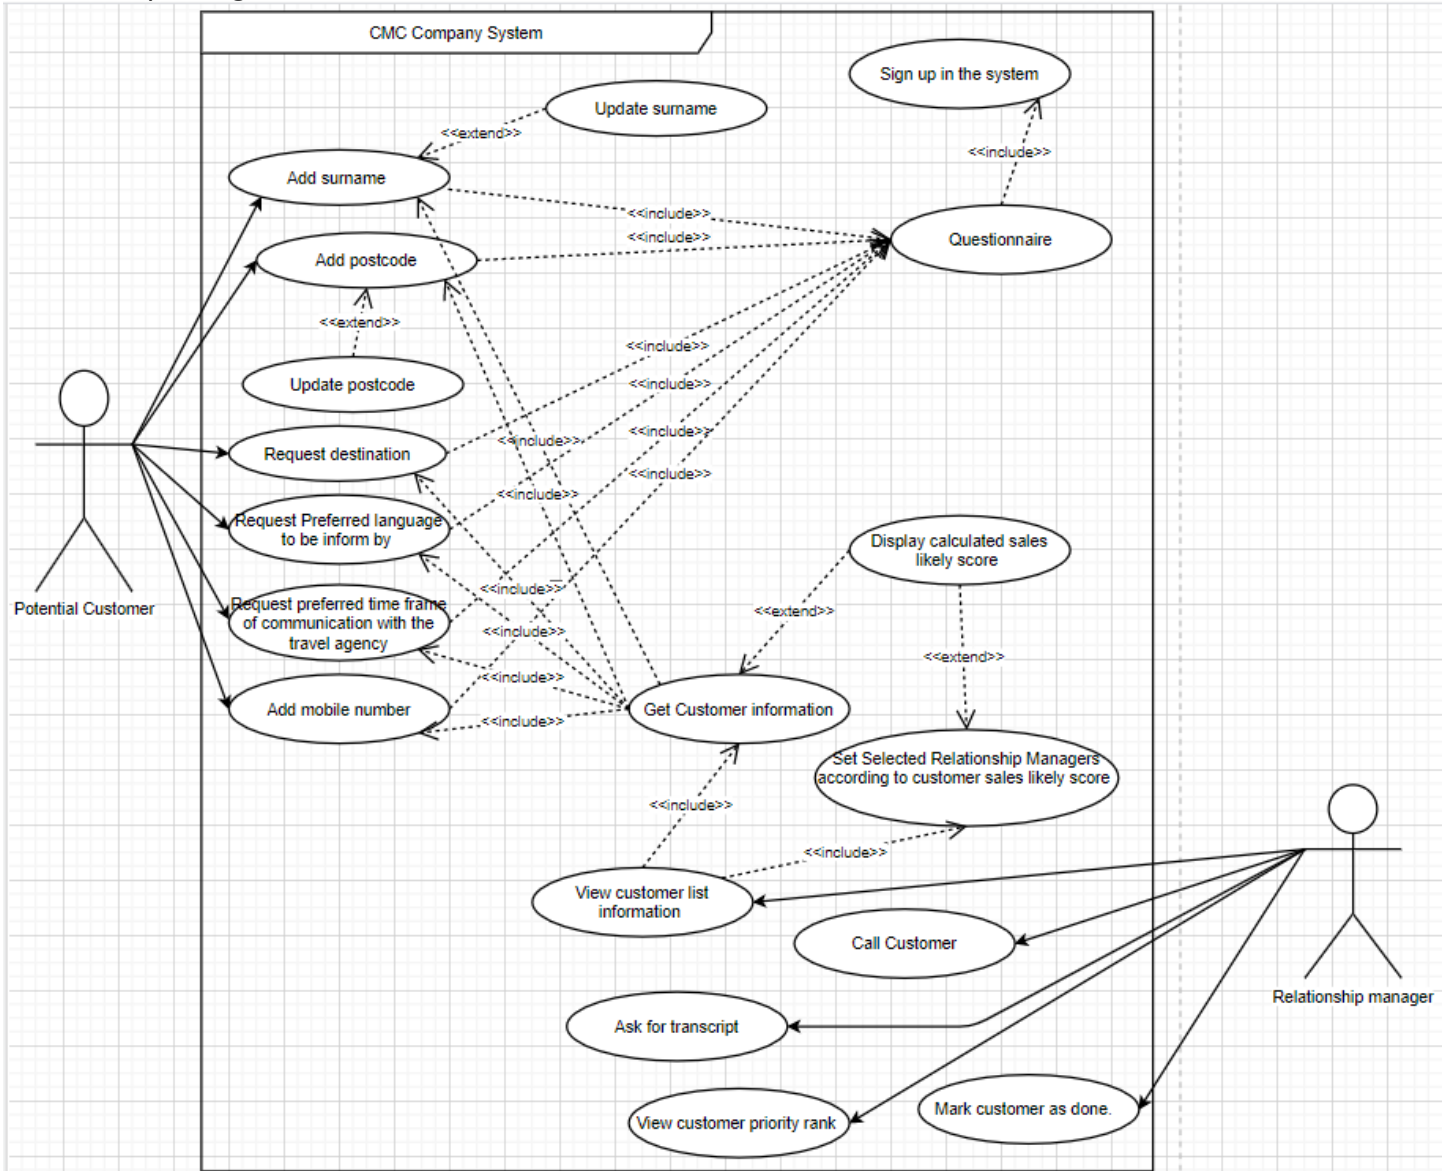 CMC Company System
Sign up in the system
Update surname
<<extend>>
<<include>>
Add surname
<<include>>
<<include>>
Questionnaire
Add postcode
<<extend>>
<<include>>
Update postcode
<<include>>
<<include>>
<<include>>
Request destination
<<include>>
<<include>>
Request Preferred language
to be inform by
Display calculated sales
likely score
<<include>>
Potential Customer
Request preferred time frame
of communication with the
travel agency
<<extend>>
<<include>>
<<extend>>
<<include>>
Add mobile number
Get Customer information
<<include>>
Set Selected Relationship Managers
according to customer sales likely score
<<include>>
<<include>>
View customer list
information
Call Customer
Relationship manager
Ask for transcript
Mark customer as done.
View customer priority rank